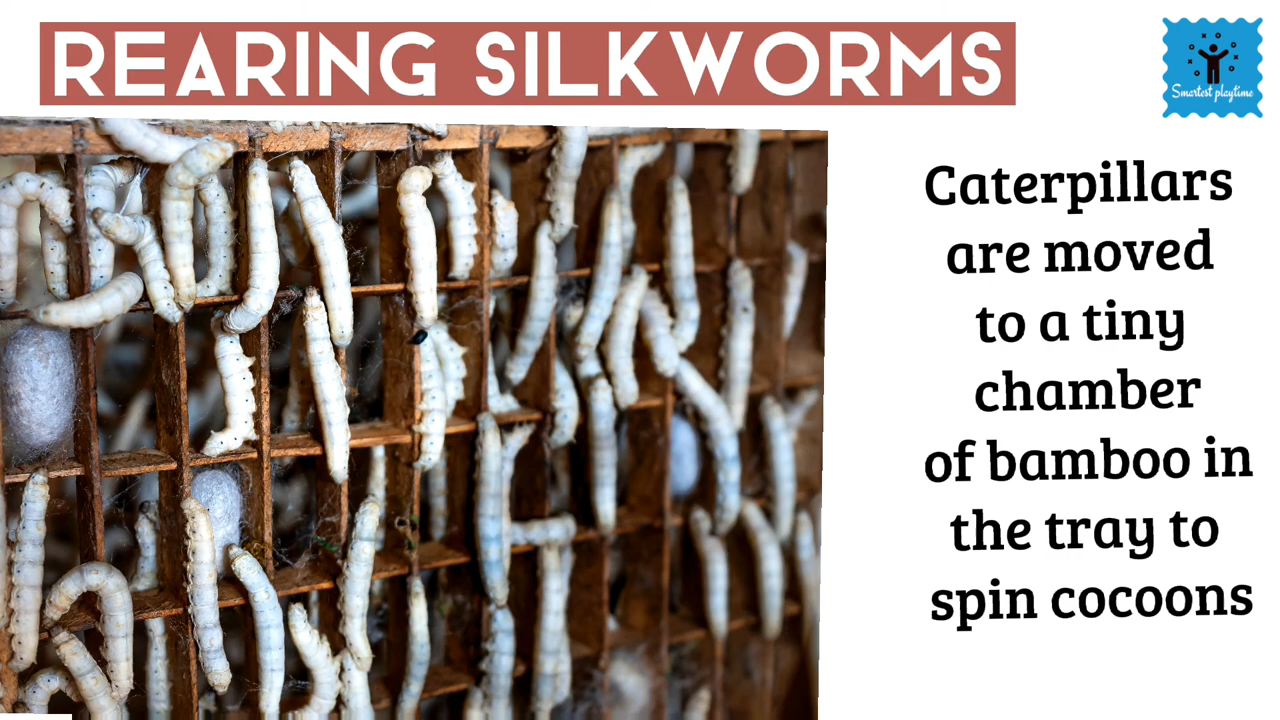 REARING SILKWORMS
Smartest playtime
Caterpillars
are moved
to a tiny
chamber
of bamboo in
the tray to
spin cocoons